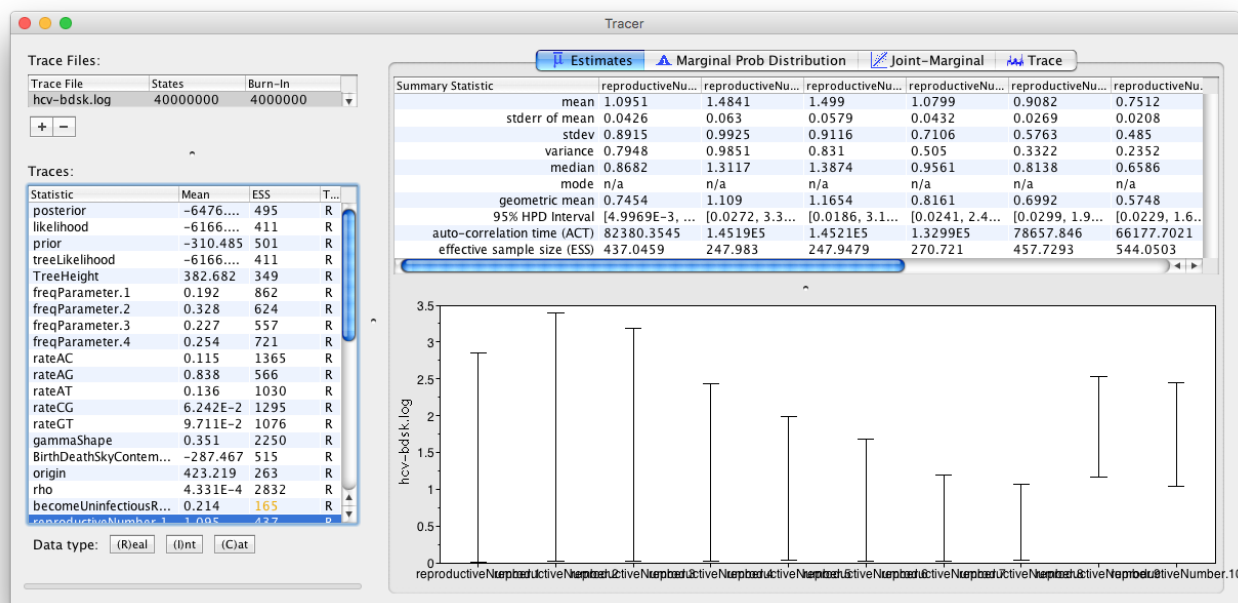 Tracer
Trace Files:
Trace File States Burn-In
hcv-bdsk.log 40000000 4000000
+ −
Traces:
Statistic Mean ESS T...
posterior -6476.... 495 R
likelihood -6166.... 411 R
prior -310.485 501 R
treeLikelihood -6166.... 411 R
TreeHeight 382.682 349 R
freqParameter.1 0.192 862 R
freqParameter.2 0.328 624 R
freqParameter.3 0.227 557 R
freqParameter.4 0.254 721 R
rateAC 0.115 1365 R
rateAG 0.838 566 R
rateAT 0.136 1030 R
rateCG 6.242E-2 1295 R
rateGT 9.711E-2 1076 R
gammaShape 0.351 2250 R
BirthDeathSkyContem... -287.467 515 R
origin 423.219 263 R
rho 4.331E-4 2832 R
becomeUninfectiousR... 0.214 165 R
reproductiveNumber.1 1.095 437 R
Data type: (R)eal (I)nt (C)at
Estimates Marginal Prob Distribution Joint-Marginal Trace
Summary Statistic reproductiveNu... reproductiveNu... reproductiveNu... reproductiveNu... reproductiveNu... reproductiveNu.
mean 1.0951 1.4841 1.499 1.0799 0.9082 0.7512
stderr of mean 0.0426 0.063 0.0579 0.0432 0.0269 0.0208
stdev 0.8915 0.9925 0.9116 0.7106 0.5763 0.485
variance 0.7948 0.9851 0.831 0.505 0.3322 0.2352
median 0.8682 1.3117 1.3874 0.9561 0.8138 0.6586
mode n/a n/a n/a n/a n/a n/a
geometric mean 0.7454 1.109 1.1654 0.8161 0.6992 0.5748
95% HPD Interval [4.9969E-3, ... [0.0272, 3.3... [0.0186, 3.1... [0.0241, 2.4... [0.0299, 1.9... [0.0229, 1.6...
auto-correlation time (ACT) 82380.3545 1.4519E5 1.4521E5 1.3299E5 78657.846 66177.7021
effective sample size (ESS) 437.0459 247.983 247.9479 270.721 457.7293 544.0503
hcv-bdsk.log
3.5
3
2.5
2
1.5
1
0.5
0